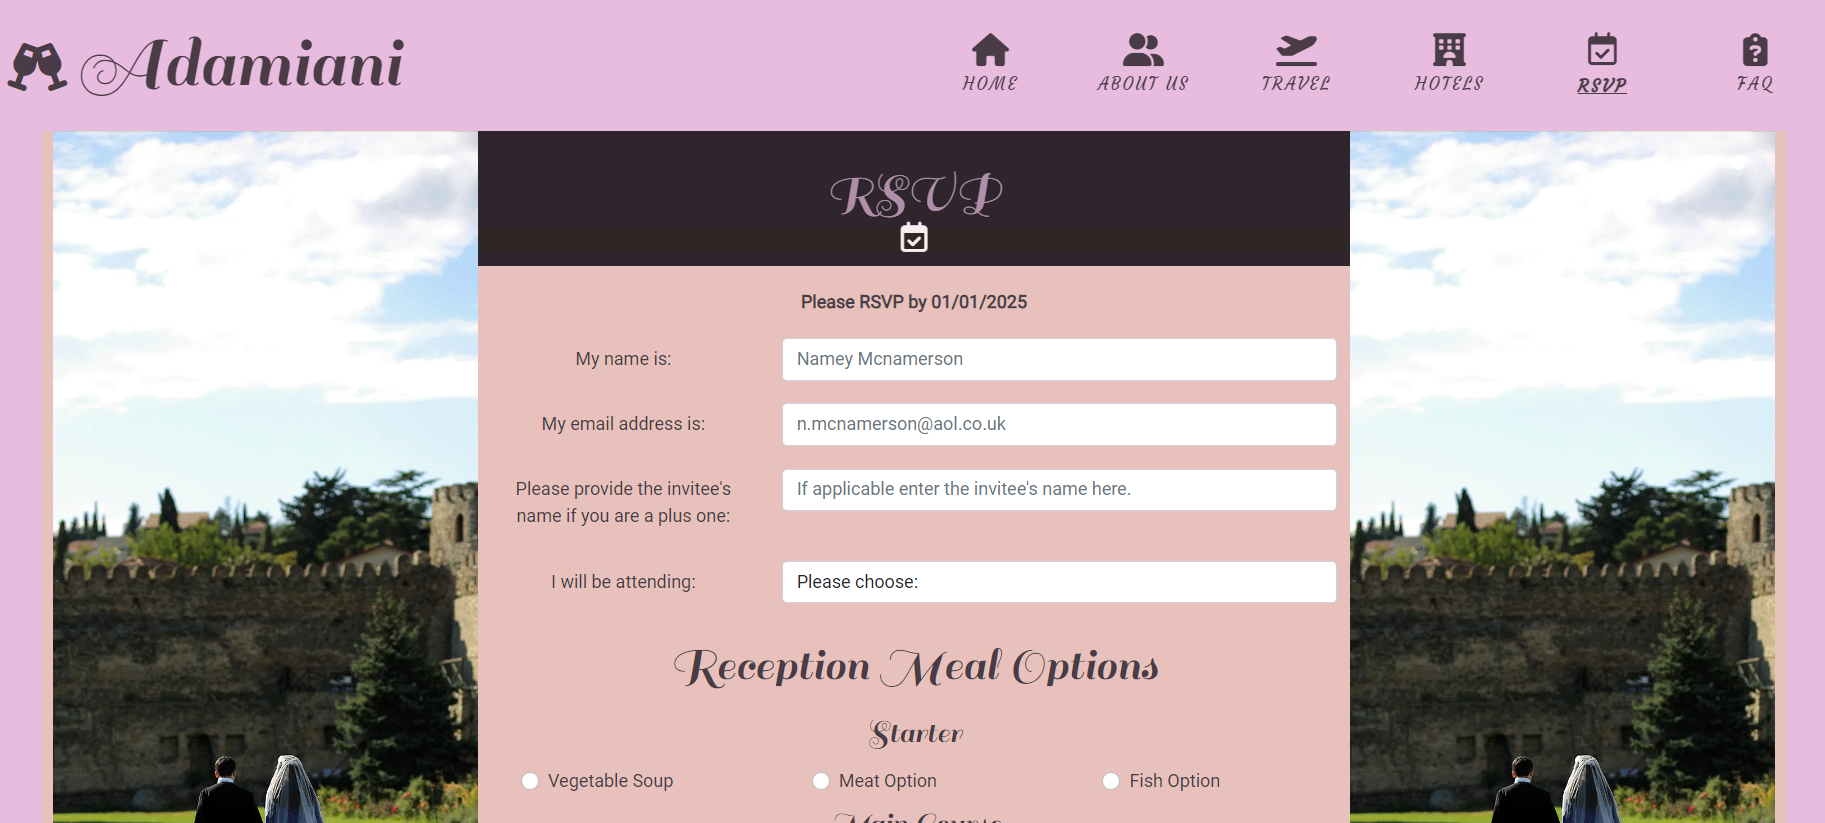 Adamiani
HOME ABOUT US TRAVEL HOTELS RSVP FAQ
RSVP
Please RSVP by 01/01/2025
My name is: Namey Mcnamerson
My email address is: n.mcnamerson@aol.co.uk
Please provide the invitee's If applicable enter the invitee's name here.
name if you are a plus one:
I will be attending: Please choose:
Reception Meal Options
Starter
Vegetable Soup Meat Option Fish Option
Main Course